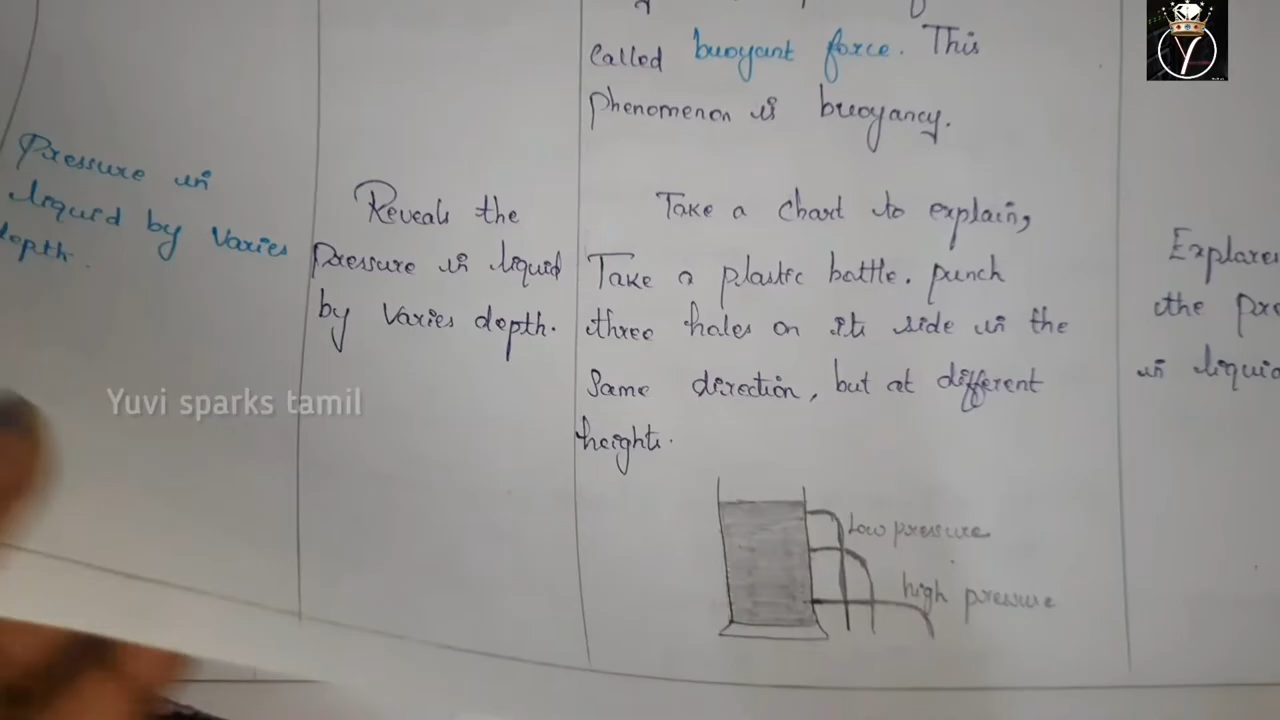 called buoyant force. This
phenomenon is buoyancy.
Pressure in
liquid by varies
depth.
Reveals the
pressure in liquid
by varies depth.
Take a chart to explain,
Take a plastic bottle. punch
three holes on its side in the
same direction, but at different
heights.
Low pressure
high pressure
Explores
the pre
in liquid
Yuvi sparks tamil
Y